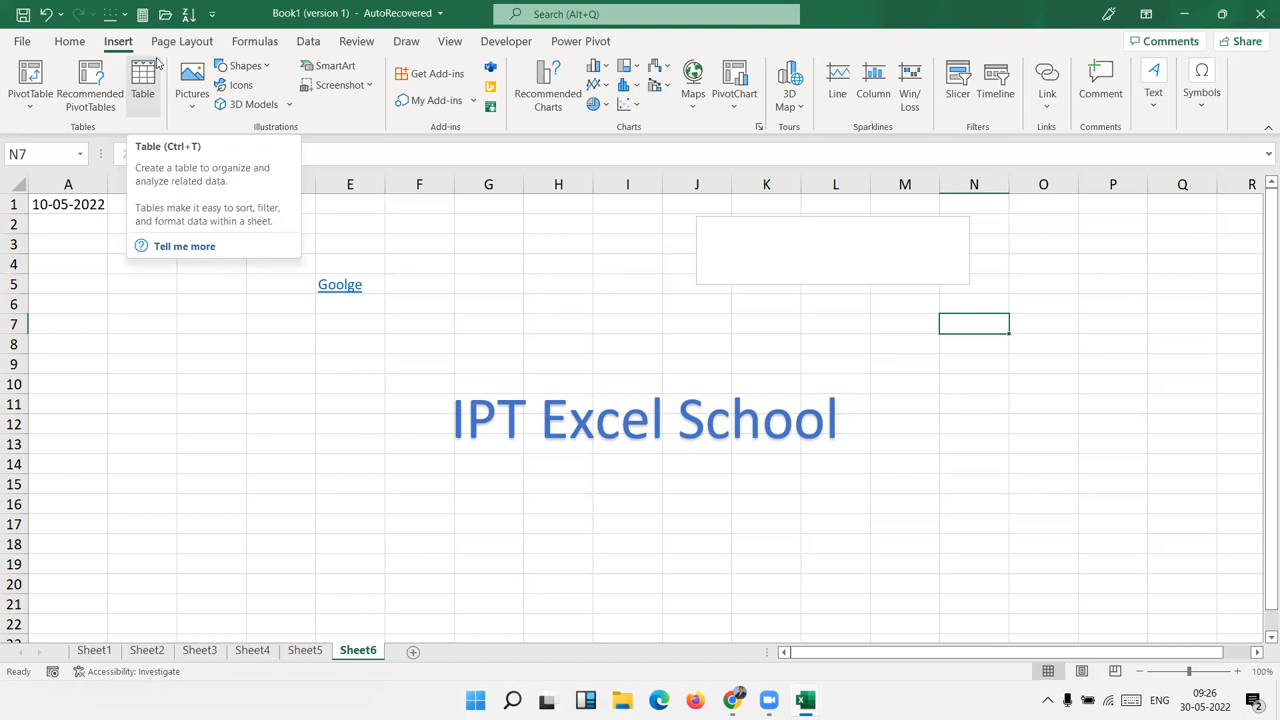 Book1 (version 1) - AutoRecovered
Search (Alt+Q)
File Home Insert Page Layout Formulas Data Review Draw View Developer Power Pivot
Comments Share
PivotTable
Recommended
PivotTables
Table
Pictures
Shapes
Icons
3D Models
SmartArt
Screenshot
Get Add-ins
My Add-ins
Recommended
Charts
Maps
PivotChart
3D
Map
Line
Column
Win/
Loss
Slicer
Timeline
Link
Comment
Text
Symbols
Tables Illustrations Add-ins Charts Tours Sparklines Filters Links Comments
N7
Table (Ctrl+T)
Create a table to organize and
analyze related data.
Tables make it easy to sort, filter,
and format data within a sheet.
Tell me more
A E F G H I J K L M N O P Q R
1 10-05-2022
2
3
4
5 Goolge
6
7
8
9
10
11
12
13
14
15
16
17
18
19
20
21
22
IPT Excel School
Sheet1 Sheet2 Sheet3 Sheet4 Sheet5 Sheet6
Ready Accessibility: Investigate 100%
ENG
09:26
30-05-2022
2